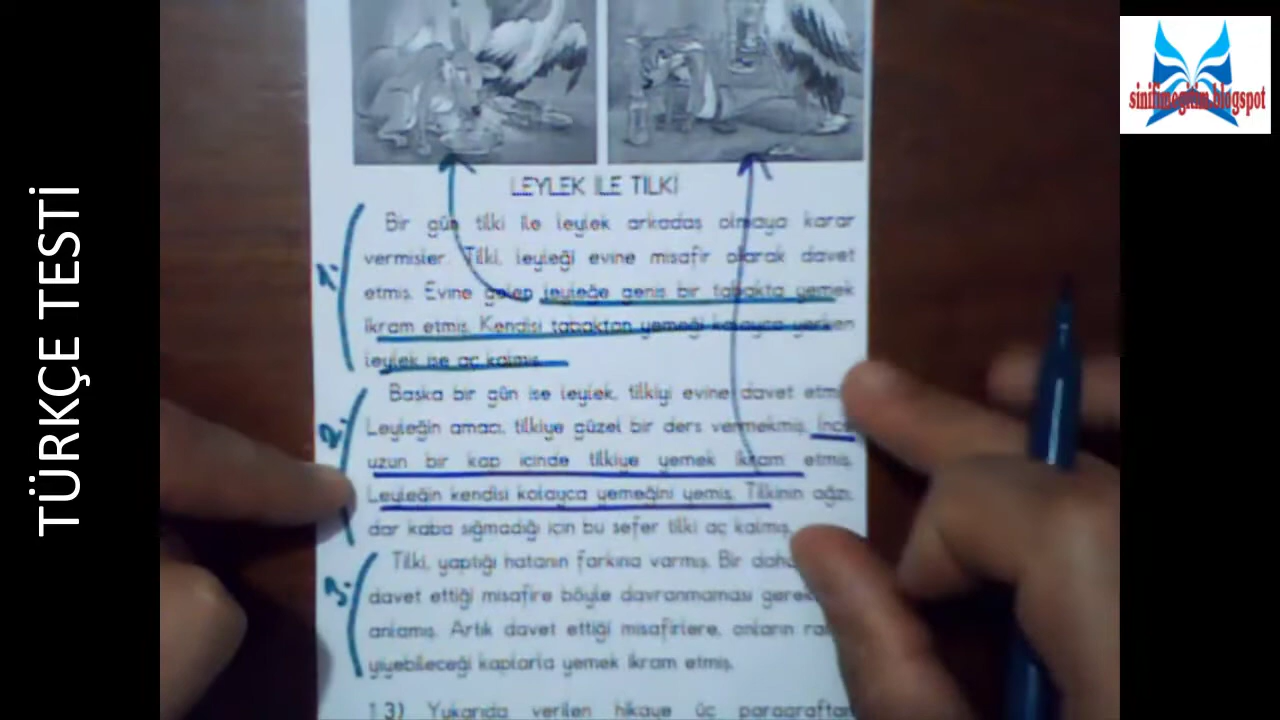 TÜRKÇE TESTİ
sinifimegitim.blogspot
LEYLEK İLE TİLKİ
1.
Bir gün tilki ile leylek arkadaş olmaya karar
vermişler. Tilki, leyleği evine misafir olarak davet
etmiş. Evine gelen leyleğe geniş bir tabakta yemek
ikram etmiş. Kendisi tabaktan yemeği kolayca yerken
leylek ise aç kalmış.
2.
Başka bir gün ise leylek, tilkiyi evine davet
Leyleğin amacı, tilkiye güzel bir ders vermekmiş. İnce
uzun bir kap içinde tilkiye yemek ikram etmiş.
Leyleğin kendisi kolayca yemeğini yemiş. Tilkinin ağzı,
dar kaba sığmadığı için bu sefer tilki aç kalmış.
3.
Tilki, yaptığı hatanın farkına varmış. Bir
davet ettiği misafire böyle davranmaması
anlamış. Artık davet ettiği misafirlere, onların
yiyebileceği kaplarla yemek ikram etmiş.
13) Yukarıda verilen hikaye üç paragraftan